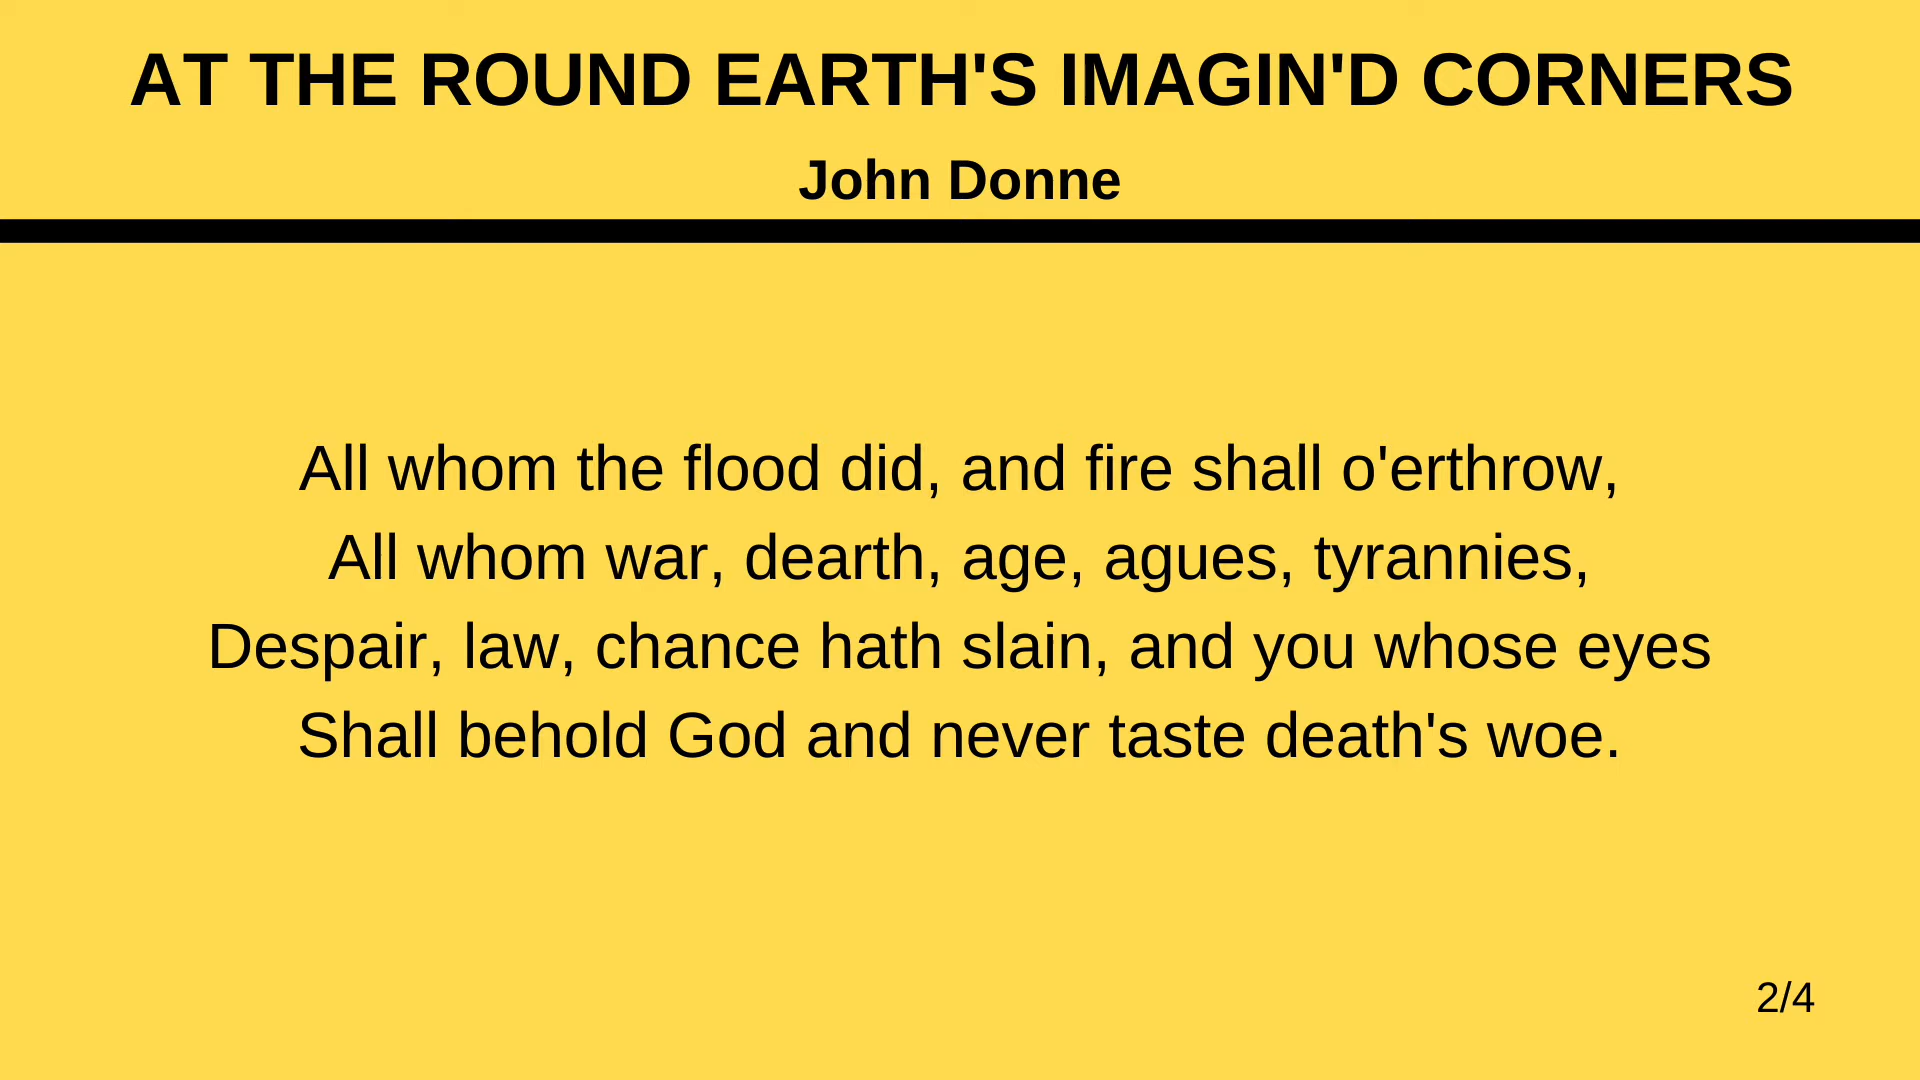 AT THE ROUND EARTH'S IMAGIN'D CORNERS
John Donne
All whom the flood did, and fire shall o'erthrow,
All whom war, dearth, age, agues, tyrannies,
Despair, law, chance hath slain, and you whose eyes
Shall behold God and never taste death's woe.
2/4